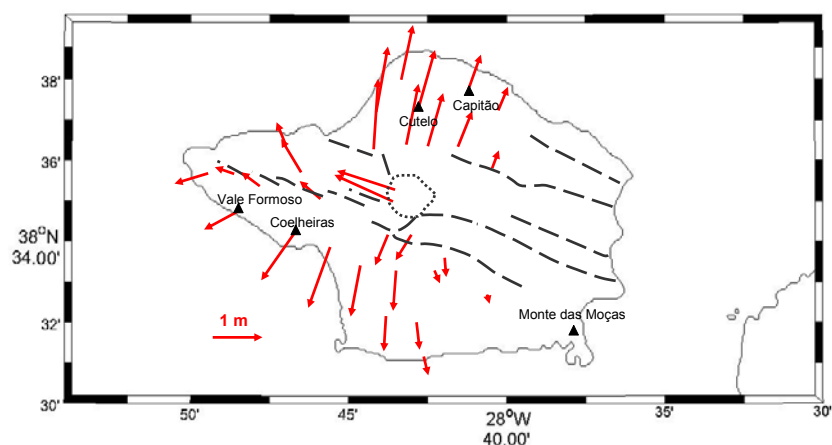 38'
Capitão
Cutelo
36'
Vale Formoso
Coelheiras
38°N
34.00'
Monte das Moças
1 m
32'
30'
50'
45'
28°W
40.00'
35'
30'